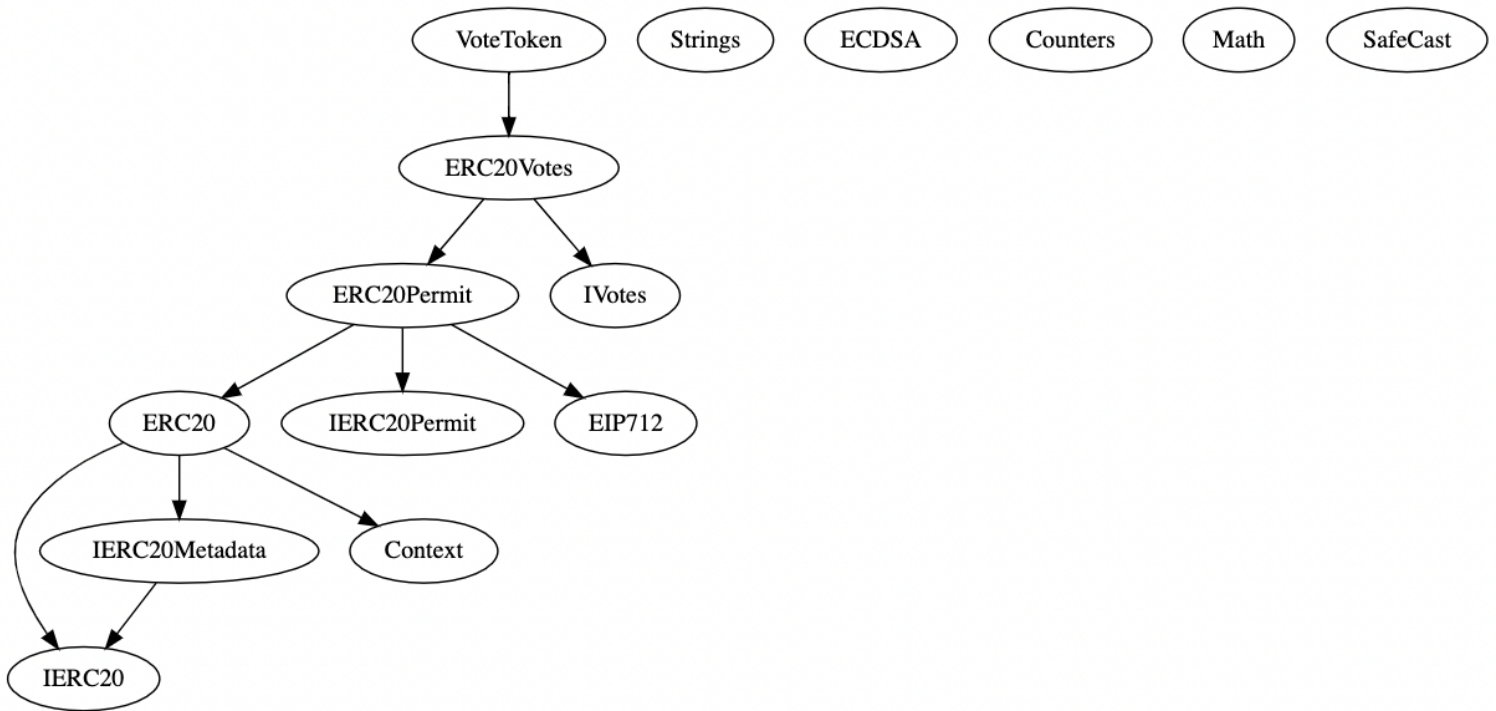 VoteToken
Strings
ECDSA
Counters
Math
SafeCast
ERC20Votes
ERC20Permit
IVotes
ERC20
IERC20Permit
EIP712
IERC20Metadata
Context
IERC20